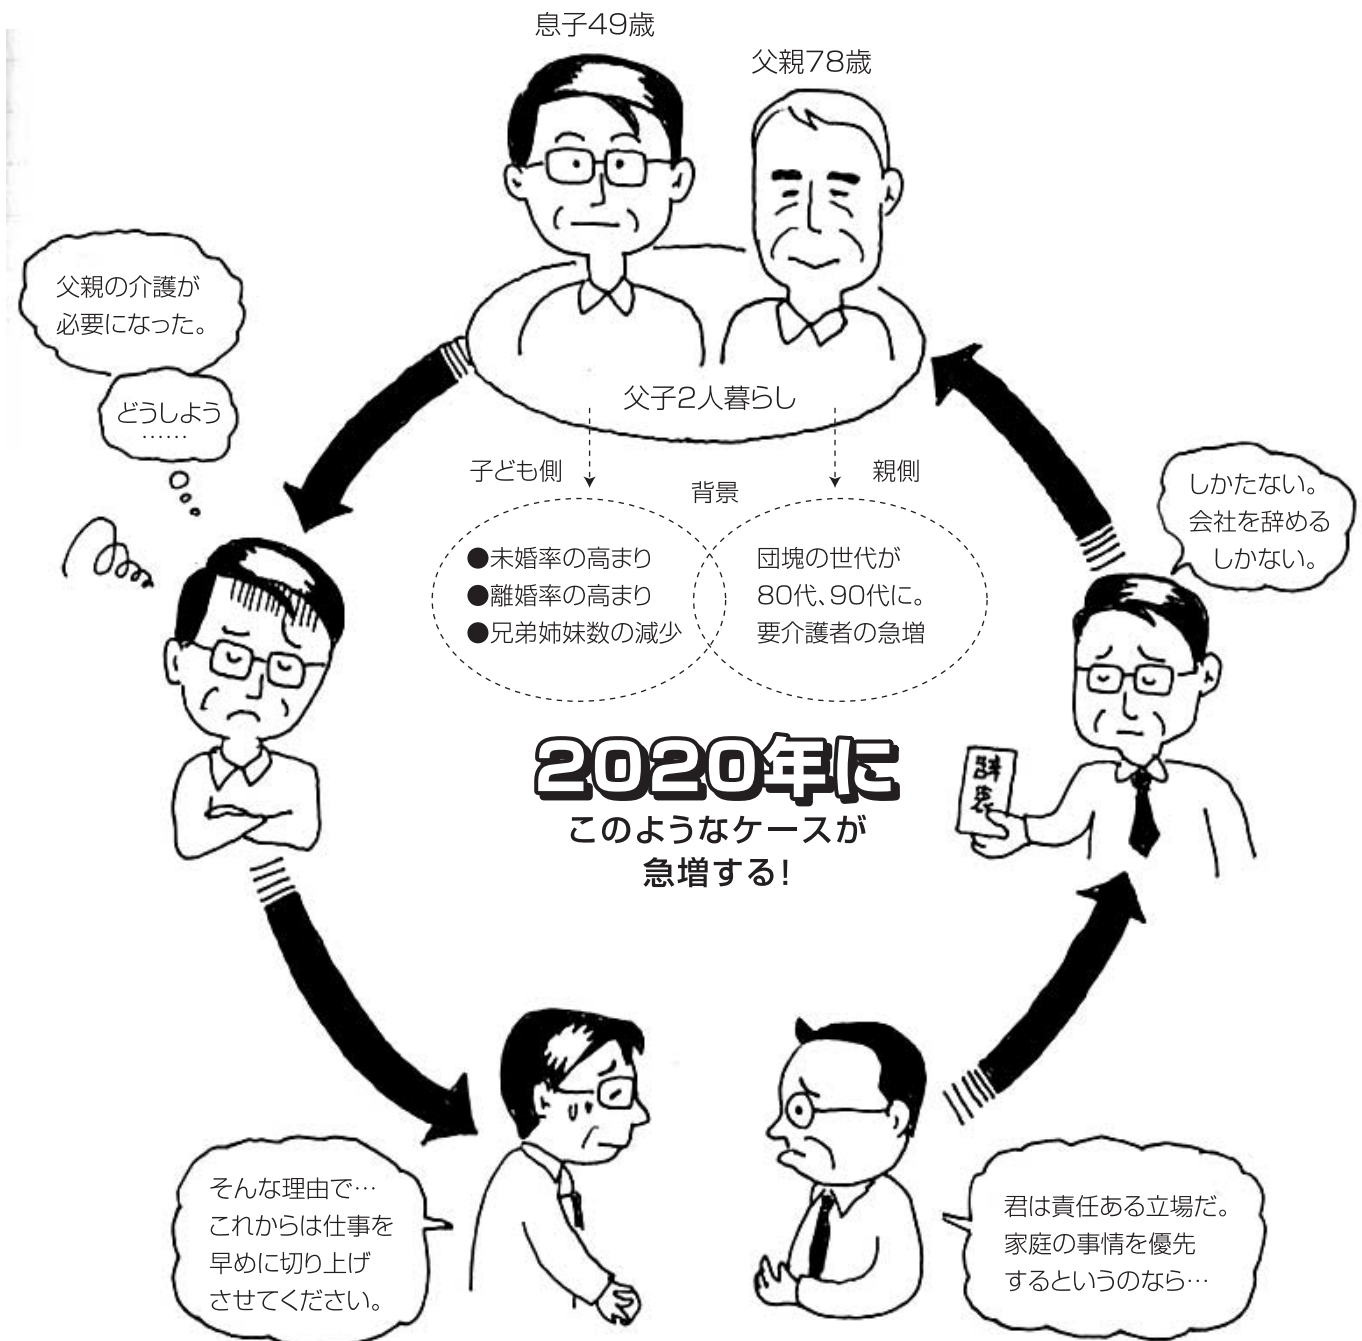 息子49歳
父親78歳
父子2人暮らし
父親の介護が
必要になった。
どうしよう
……
子ども側
背景
親側
●未婚率の高まり
●離婚率の高まり
●兄弟姉妹数の減少
団塊の世代が
80代、90代に。
要介護者の急増
2020年に
このようなケースが
急増する!
そんな理由で…
これからは仕事を
早めに切り上げ
させてください。
君は責任ある立場だ。
家庭の事情を優先
するというのなら…
しかたない。
会社を辞める
しかない。
辞表